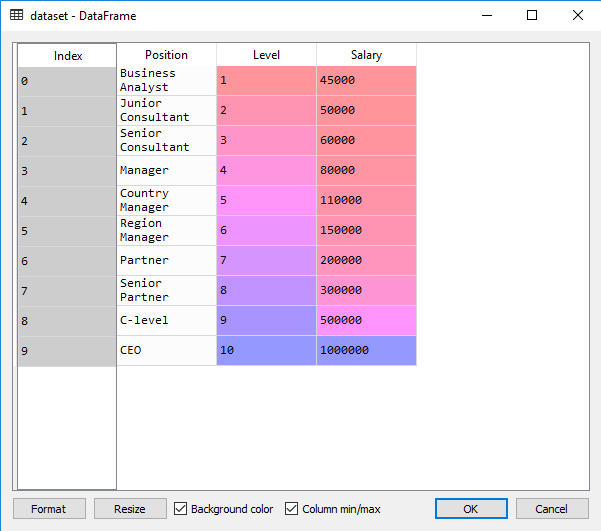 dataset - DataFrame
Index Position Level Salary
0 Business Analyst 1 45000
1 Junior Consultant 2 50000
2 Senior Consultant 3 60000
3 Manager 4 80000
4 Country Manager 5 110000
5 Region Manager 6 150000
6 Partner 7 200000
7 Senior Partner 8 300000
8 C-level 9 500000
9 CEO 10 1000000
Format Resize Background color Column min/max OK Cancel